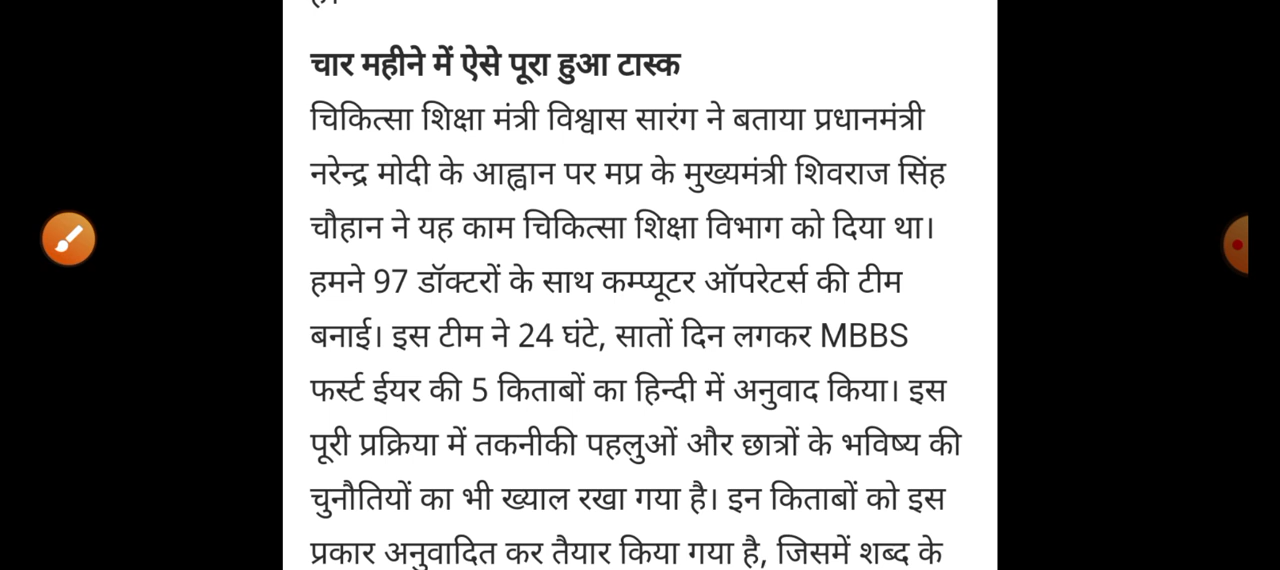 चार महीने में ऐसे पूरा हुआ टास्क
चिकित्सा शिक्षा मंत्री विश्वास सारंग ने बताया प्रधानमंत्री
नरेन्द्र मोदी के आह्वान पर मप्र के मुख्यमंत्री शिवराज सिंह
चौहान ने यह काम चिकित्सा शिक्षा विभाग को दिया था।
हमने 97 डॉक्टरों के साथ कम्प्यूटर ऑपरेटर्स की टीम
बनाई। इस टीम ने 24 घंटे, सातों दिन लगकर MBBS
फर्स्ट ईयर की 5 किताबों का हिन्दी में अनुवाद किया। इस
पूरी प्रक्रिया में तकनीकी पहलुओं और छात्रों के भविष्य की
चुनौतियों का भी ख्याल रखा गया है। इन किताबों को इस
प्रकार अनुवादित कर तैयार किया गया है, जिसमें शब्द के